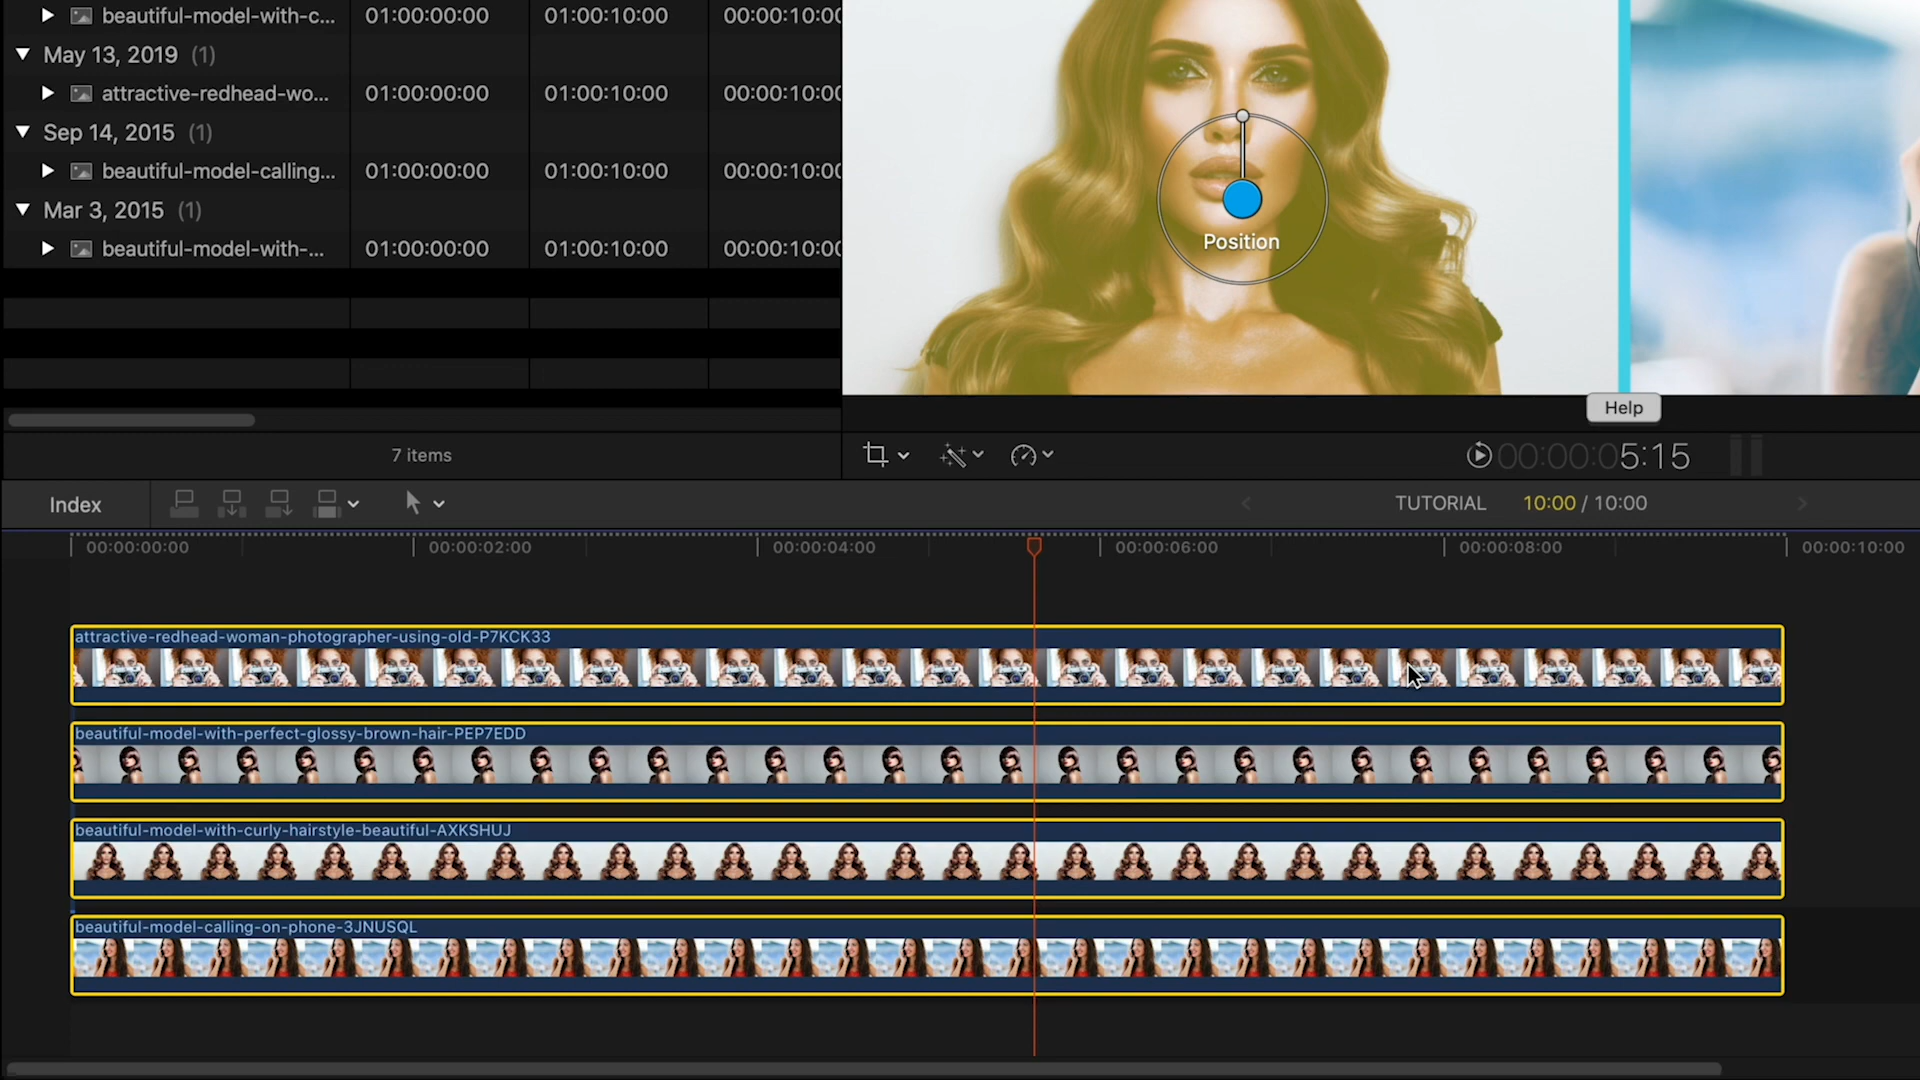 beautiful-model-with-c... 01:00:00:00 01:00:10:00 00:00:10:00
May 13, 2019 (1)
attractive-redhead-wo... 01:00:00:00 01:00:10:00 00:00:10:00
Sep 14, 2015 (1)
beautiful-model-calling... 01:00:00:00 01:00:10:00 00:00:10:00
Mar 3, 2015 (1)
beautiful-model-with-... 01:00:00:00 01:00:10:00 00:00:10:00
7 items
Position
Help
00:00:05:15
Index
TUTORIAL 10:00 / 10:00
00:00:00:00 00:00:02:00 00:00:04:00 00:00:06:00 00:00:08:00 00:00:10:00
attractive-redhead-woman-photographer-using-old-P7KCK33
beautiful-model-with-perfect-glossy-brown-hair-PEP7EDD
beautiful-model-with-curly-hairstyle-beautiful-AXKSHUJ
beautiful-model-calling-on-phone-3JNUSQL